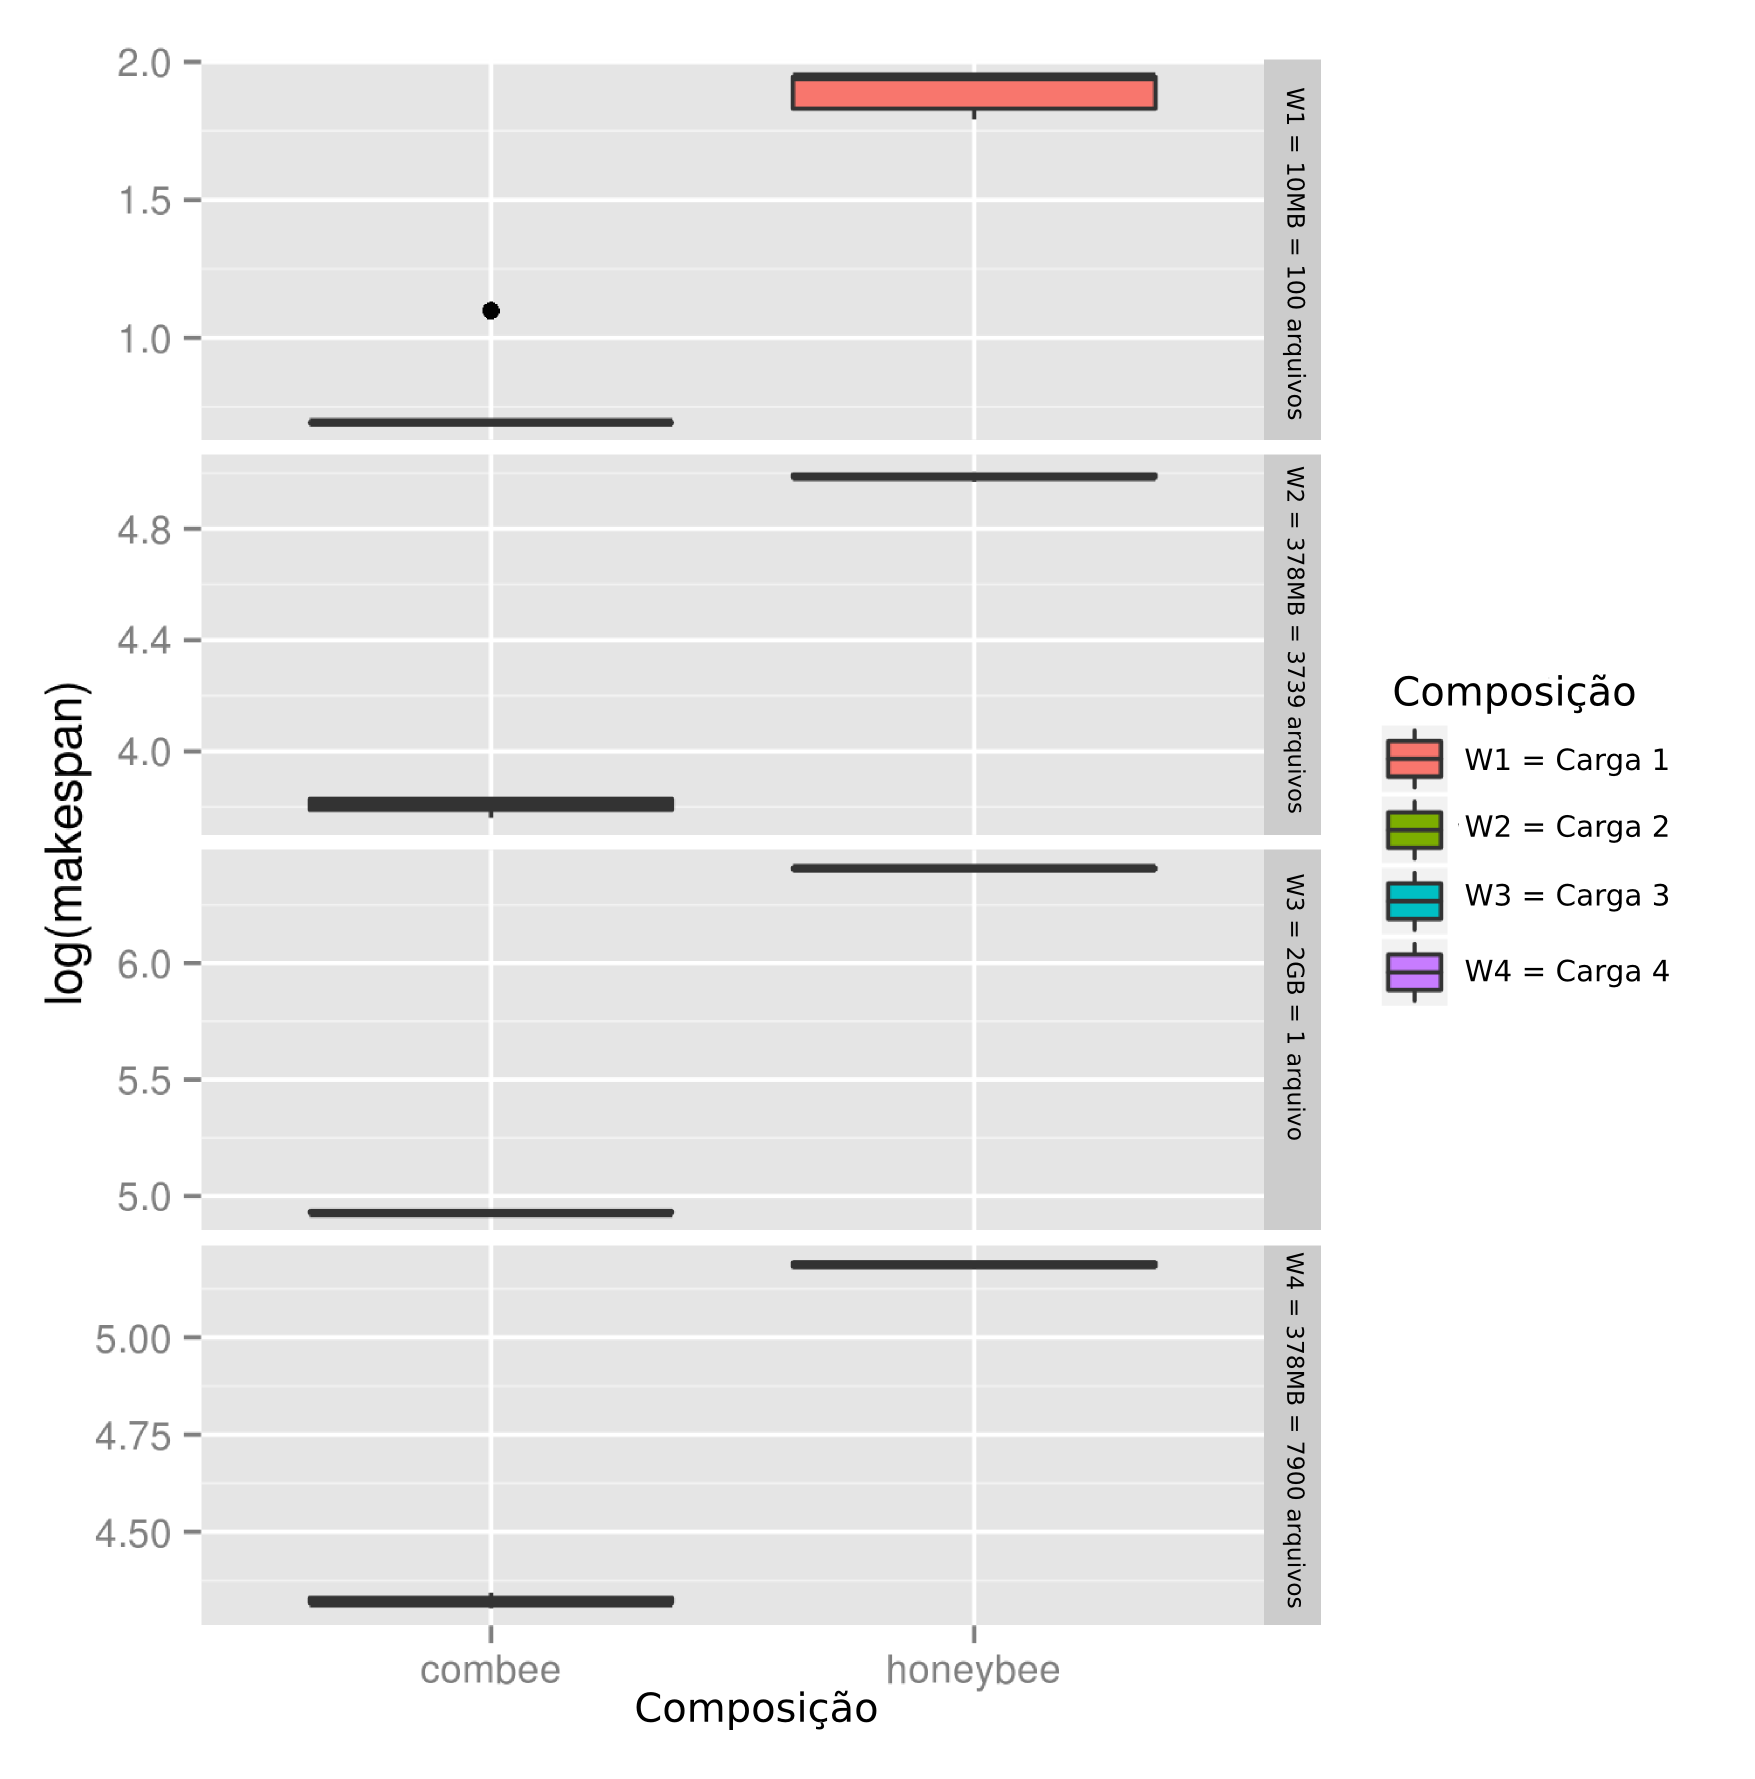 log(makespan)
2.0
1.5
1.0
W1 = 10MB = 100 arquivos
4.8
4.4
4.0
W2 = 378MB = 3739 arquivos
6.0
5.5
5.0
W3 = 2GB = 1 arquivo
5.00
4.75
4.50
W4 = 378MB = 7900 arquivos
combee
honeybee
Composição
Composição
W1 = Carga 1
W2 = Carga 2
W3 = Carga 3
W4 = Carga 4